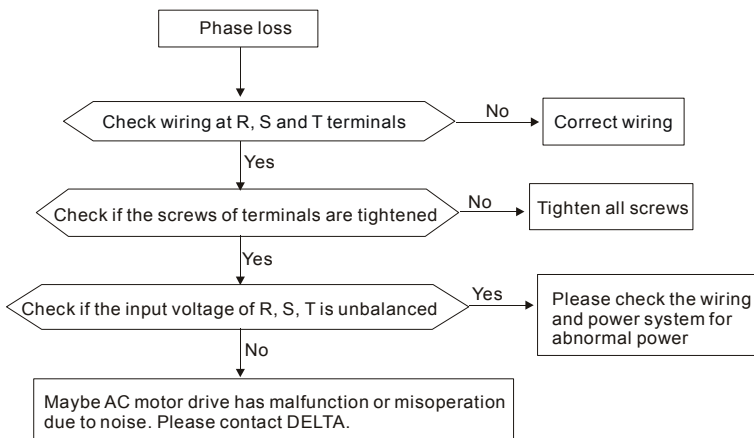 Phase loss
Check wiring at R, S and T terminals
No
Correct wiring
Yes
Check if the screws of terminals are tightened
No
Tighten all screws
Yes
Check if the input voltage of R, S, T is unbalanced
Yes
Please check the wiring
and power system for
abnormal power
No
Maybe AC motor drive has malfunction or misoperation
due to noise. Please contact DELTA.